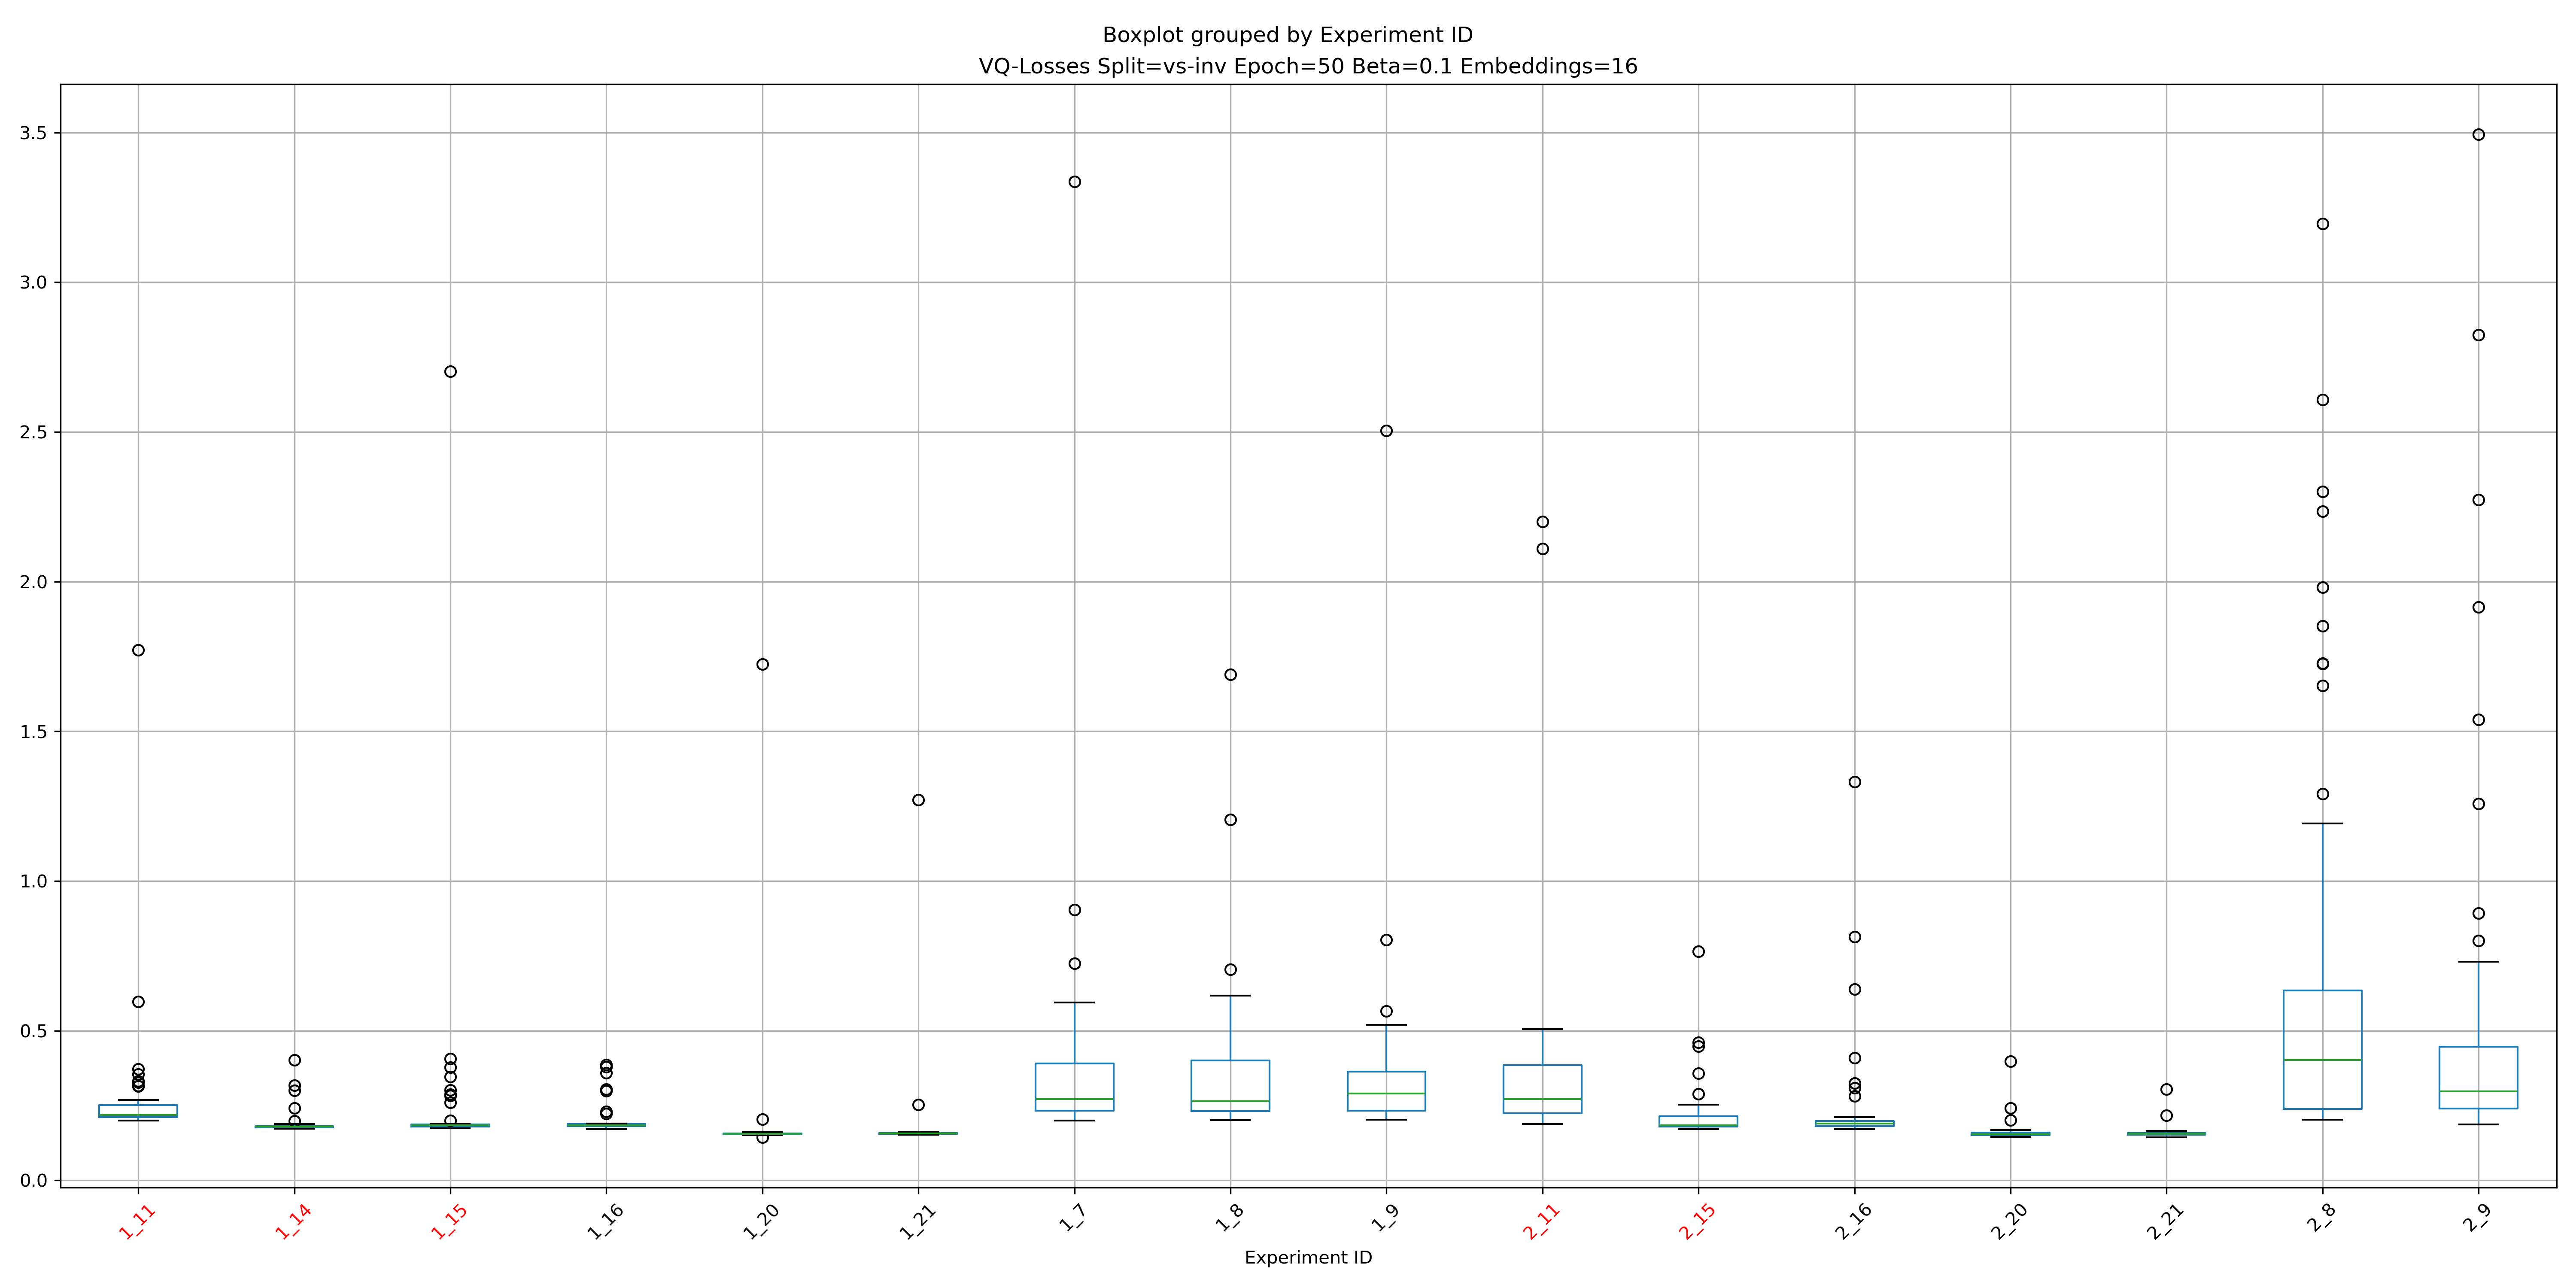 Boxplot grouped by Experiment ID
VQ-Losses Split=vs-inv Epoch=50 Beta=0.1 Embeddings=16
3.5
3.0
2.5
2.0
1.5
1.0
0.5
0.0
1_11 1_14 1_15 1_16 1_20 1_21 1_7 1_8 1_9 2_11 2_15 2_16 2_20 2_21 2_8 2_9
Experiment ID